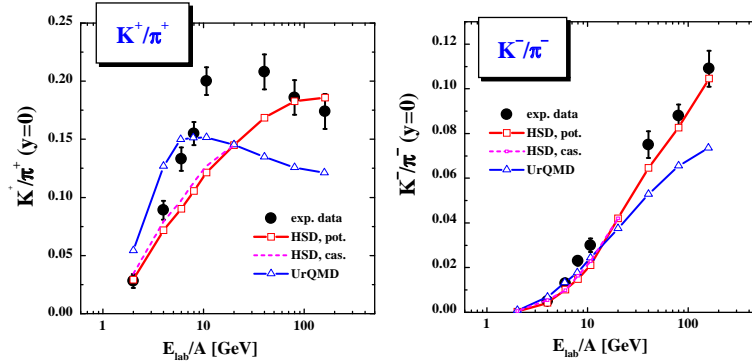 K⁺/π⁺
K⁺/π⁺ (y=0)
0.25
0.20
0.15
0.10
0.05
0.00
exp. data
HSD, pot.
HSD, cas.
UrQMD
1
10
100
E_lab/A [GeV]
K⁻/π⁻
K⁻/π⁻ (y=0)
0.12
0.10
0.08
0.06
0.04
0.02
0.000
exp. data
HSD, pot.
HSD, cas.
UrQMD
1
10
100
E_lab/A [GeV]